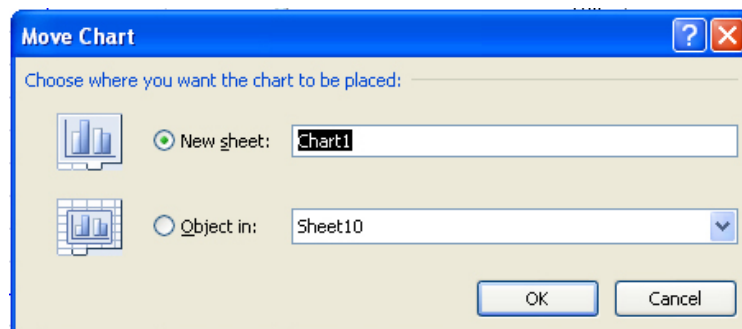 Move Chart
?
Choose where you want the chart to be placed:
New sheet: Chart1
Object in: Sheet10
OK Cancel